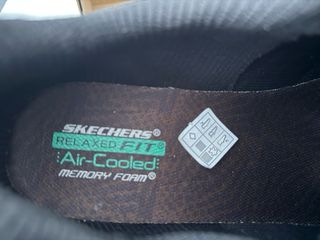 SKECHERS
RELAXED FIT®
Air-Cooled
MEMORY FOAM®